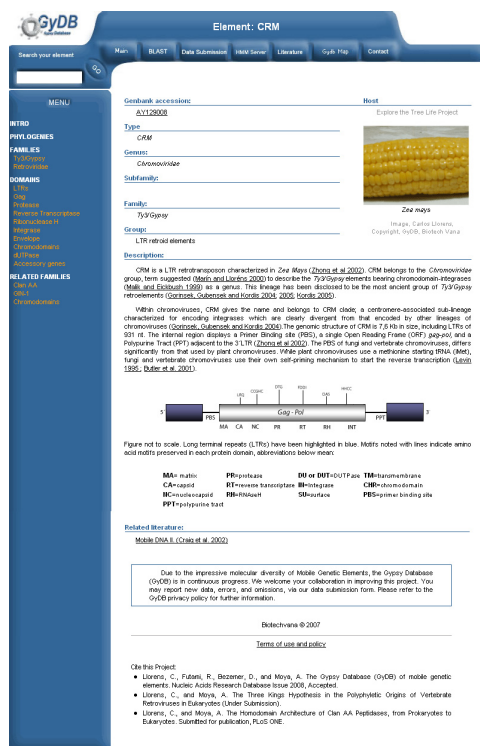 GyDB
Gypsy Database
Element: CRM
Search your element
GO
Main BLAST Data Submission HMM Server Literature Gydb Map Contact
MENU
INTRO
PHYLOGENIES
FAMILIES
Ty3/Gypsy
Retroviridae
DOMAINS
LTRs
Gag
Protease
Reverse Transcriptase
Ribonuclease H
Integrase
Envelope
Chromodomains
dUTPase
Accessory genes
RELATED FAMILIES
Clan AA
GIN-1
Chromodomains
Genbank accession:
AY129008
Type
CRM
Genus:
Chromoviridae
Subfamily:
Family:
Ty3/Gypsy
Group:
LTR retroid elements
Host
Explore the Tree Life Project
Zea mays
Image, Carlos Llorens,
Copyright, GyDB, Biotech Vana
Description:
CRM is a LTR retrotransposon characterized in Zea Mays (Zhong et al 2002). CRM belongs to the Chromoviridae
group, term suggested (Marin and Lloréns 2000) to describe the Ty3/Gypsy elements bearing chromodomain-integrases
(Malik and Eickbush 1999) as a genus. This lineage has been disclosed to be the most ancient group of Ty3/Gypsy
retroelements (Gorinsek, Gubensek and Kordis 2004; 2005; Kordis 2005).
Within chromoviruses, CRM gives the name and belongs to CRM clade; a centromere-associated sub-lineage
characterized for encoding integrases which are clearly divergent from that encoded by other lineages of
chromoviruses (Gorinsek, Gubensek and Kordis 2004).The genomic structure of CRM is 7,6 Kb in size, including LTRs of
931 nt. The internal region displays a Primer Binding site (PBS), a single Open Reading Frame (ORF) gag-pol, and a
Polypurine Tract (PPT) adjacent to the 3´LTR (Zhong et al 2002). The PBS of fungi and vertebrate chromoviruses, differs
significantly from that used by plant chromoviruses. While plant chromoviruses use a methionine starting tRNA (iMet),
fungi and vertebrate chromoviruses use their own self-priming mechanism to start the reverse transcription (Levin
1995; Butler et al. 2001).
CCHC DTG HHCC
5' PBS Gag - Pol PPT 3'
MA CA NC PR RT RH INT
Figure not to scale. Long terminal repeats (LTRs) have been highlighted in blue. Motifs noted with lines indicate amino
acid motifs preserved in each protein domain, abbreviations below mean:
MA= matrix PR=protease DU or DUT=DUTPase TM=transmembrane
CA=capsid RT=reverse transcriptase IN=integrase CHR=chromodomain
NC=nucleocapsid RH=RNAseH SU=surface PBS=primer binding site
PPT=polypurine tract
Related literature:
Mobile DNA II. (Craig et al. 2002)
Due to the impressive molecular diversity of Mobile Genetic Elements, the Gypsy Database
(GyDB) is in continuous progress. We welcome your collaboration in improving this project. You
may report new data, errors, and omissions, via our data submission form. Please refer to the
GyDB privacy policy for further information.
Biotechvana © 2007
Terms of use and policy
Cite this Project:
● Llorens, C., Futami, R., Bezemer, D., and Moya, A. The Gypsy Database (GyDB) of mobile genetic
elements. Nucleic Acids Research Database Issue 2008, Accepted.
● Llorens, C., and Moya, A. The Three Kings Hypothesis in the Polyphyletic Origins of Vertebrate
Retroviruses in Eukaryotes (Under Submission).
● Llorens, C., and Moya, A. The Homodomain Architecture of Clan AA Peptidases, from Prokaryotes to
Eukaryotes. Submitted for publication, PLoS ONE.